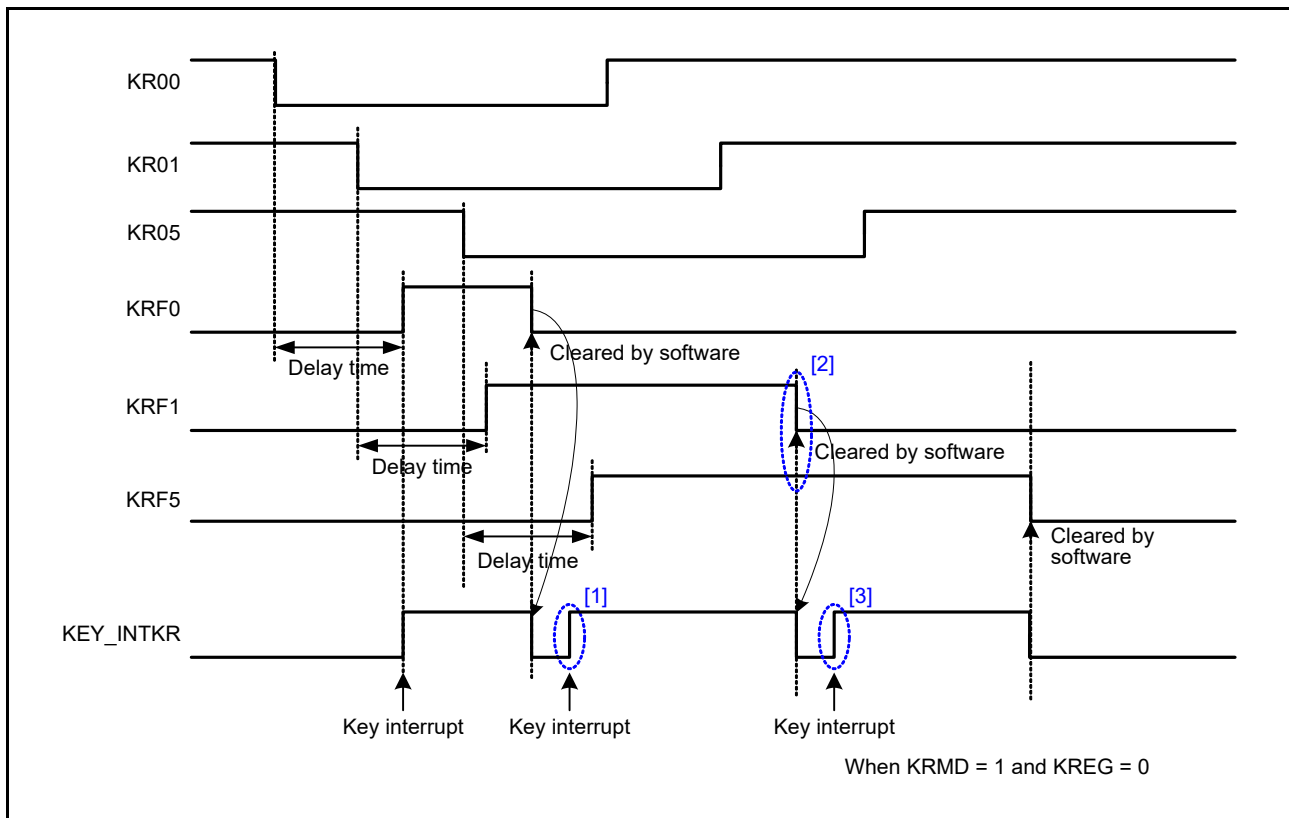 KR00
KR01
KR05
KRF0
Delay time
Cleared by software
[2]
KRF1
Delay time
Cleared by software
KRF5
Delay time
Cleared by
software
[1]
[3]
KEY_INTKR
Key interrupt
Key interrupt
Key interrupt
When KRMD = 1 and KREG = 0